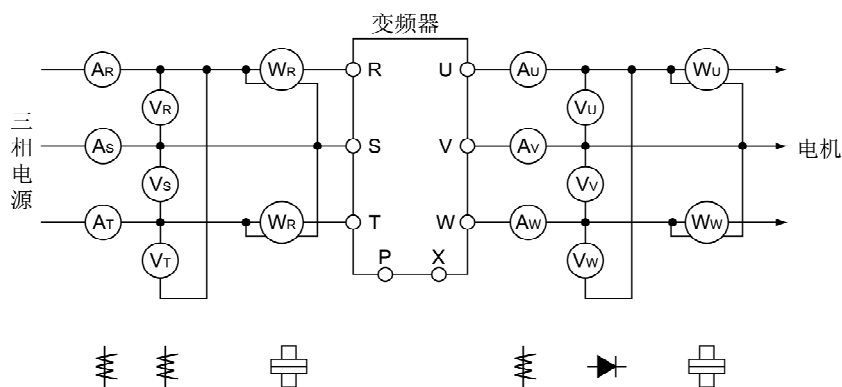 变频器
AR
WR
R
U
AU
WU
VR
VU
三相电源
AS
S
V
AV
电机
VS
VV
AT
WR
T
W
AW
WW
VT
P
X
VW